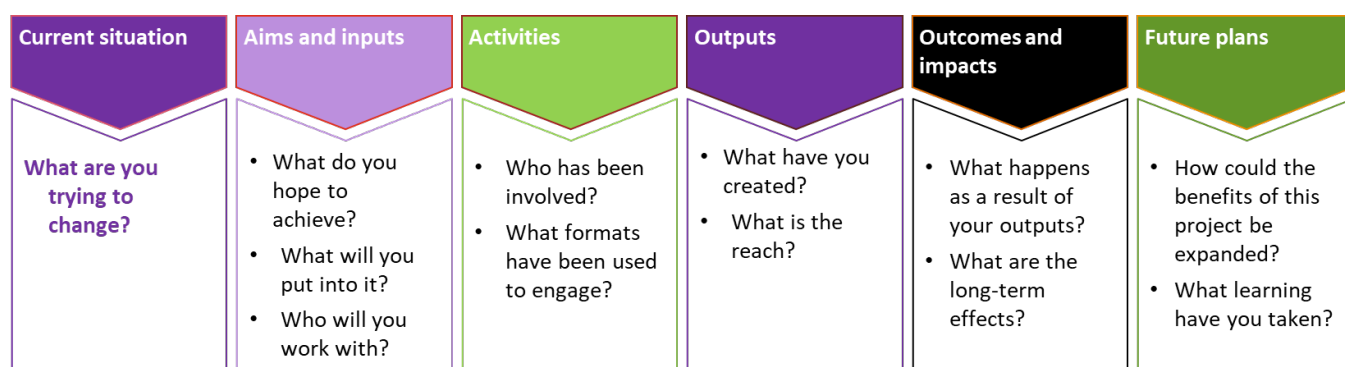 Current situation
What are you
trying to
change?
Aims and inputs
• What do you
hope to
achieve?
• What will you
put into it?
• Who will you
work with?
Activities
• Who has been
involved?
• What formats
have been used
to engage?
Outputs
• What have you
created?
• What is the
reach?
Outcomes and
impacts
• What happens
as a result of
your outputs?
• What are the
long-term
effects?
Future plans
• How could the
benefits of this
project be
expanded?
• What learning
have you taken?